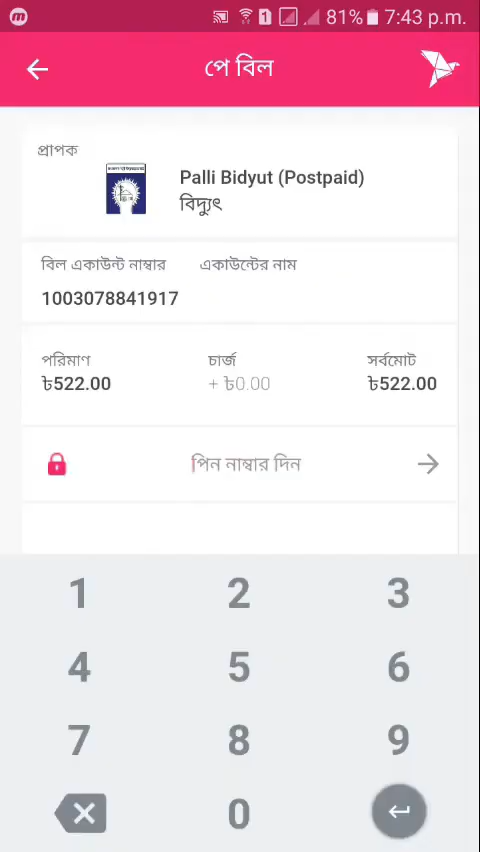 81% 7:43 p.m.
পে বিল
প্রাপক
Palli Bidyut (Postpaid)
বিদ্যুৎ
বিল একাউন্ট নাম্বার একাউন্টের নাম
1003078841917
পরিমাণ চার্জ সর্বমোট
৳522.00 + ৳0.00 ৳522.00
পিন নাম্বার দিন
1 2 3
4 5 6
7 8 9
0